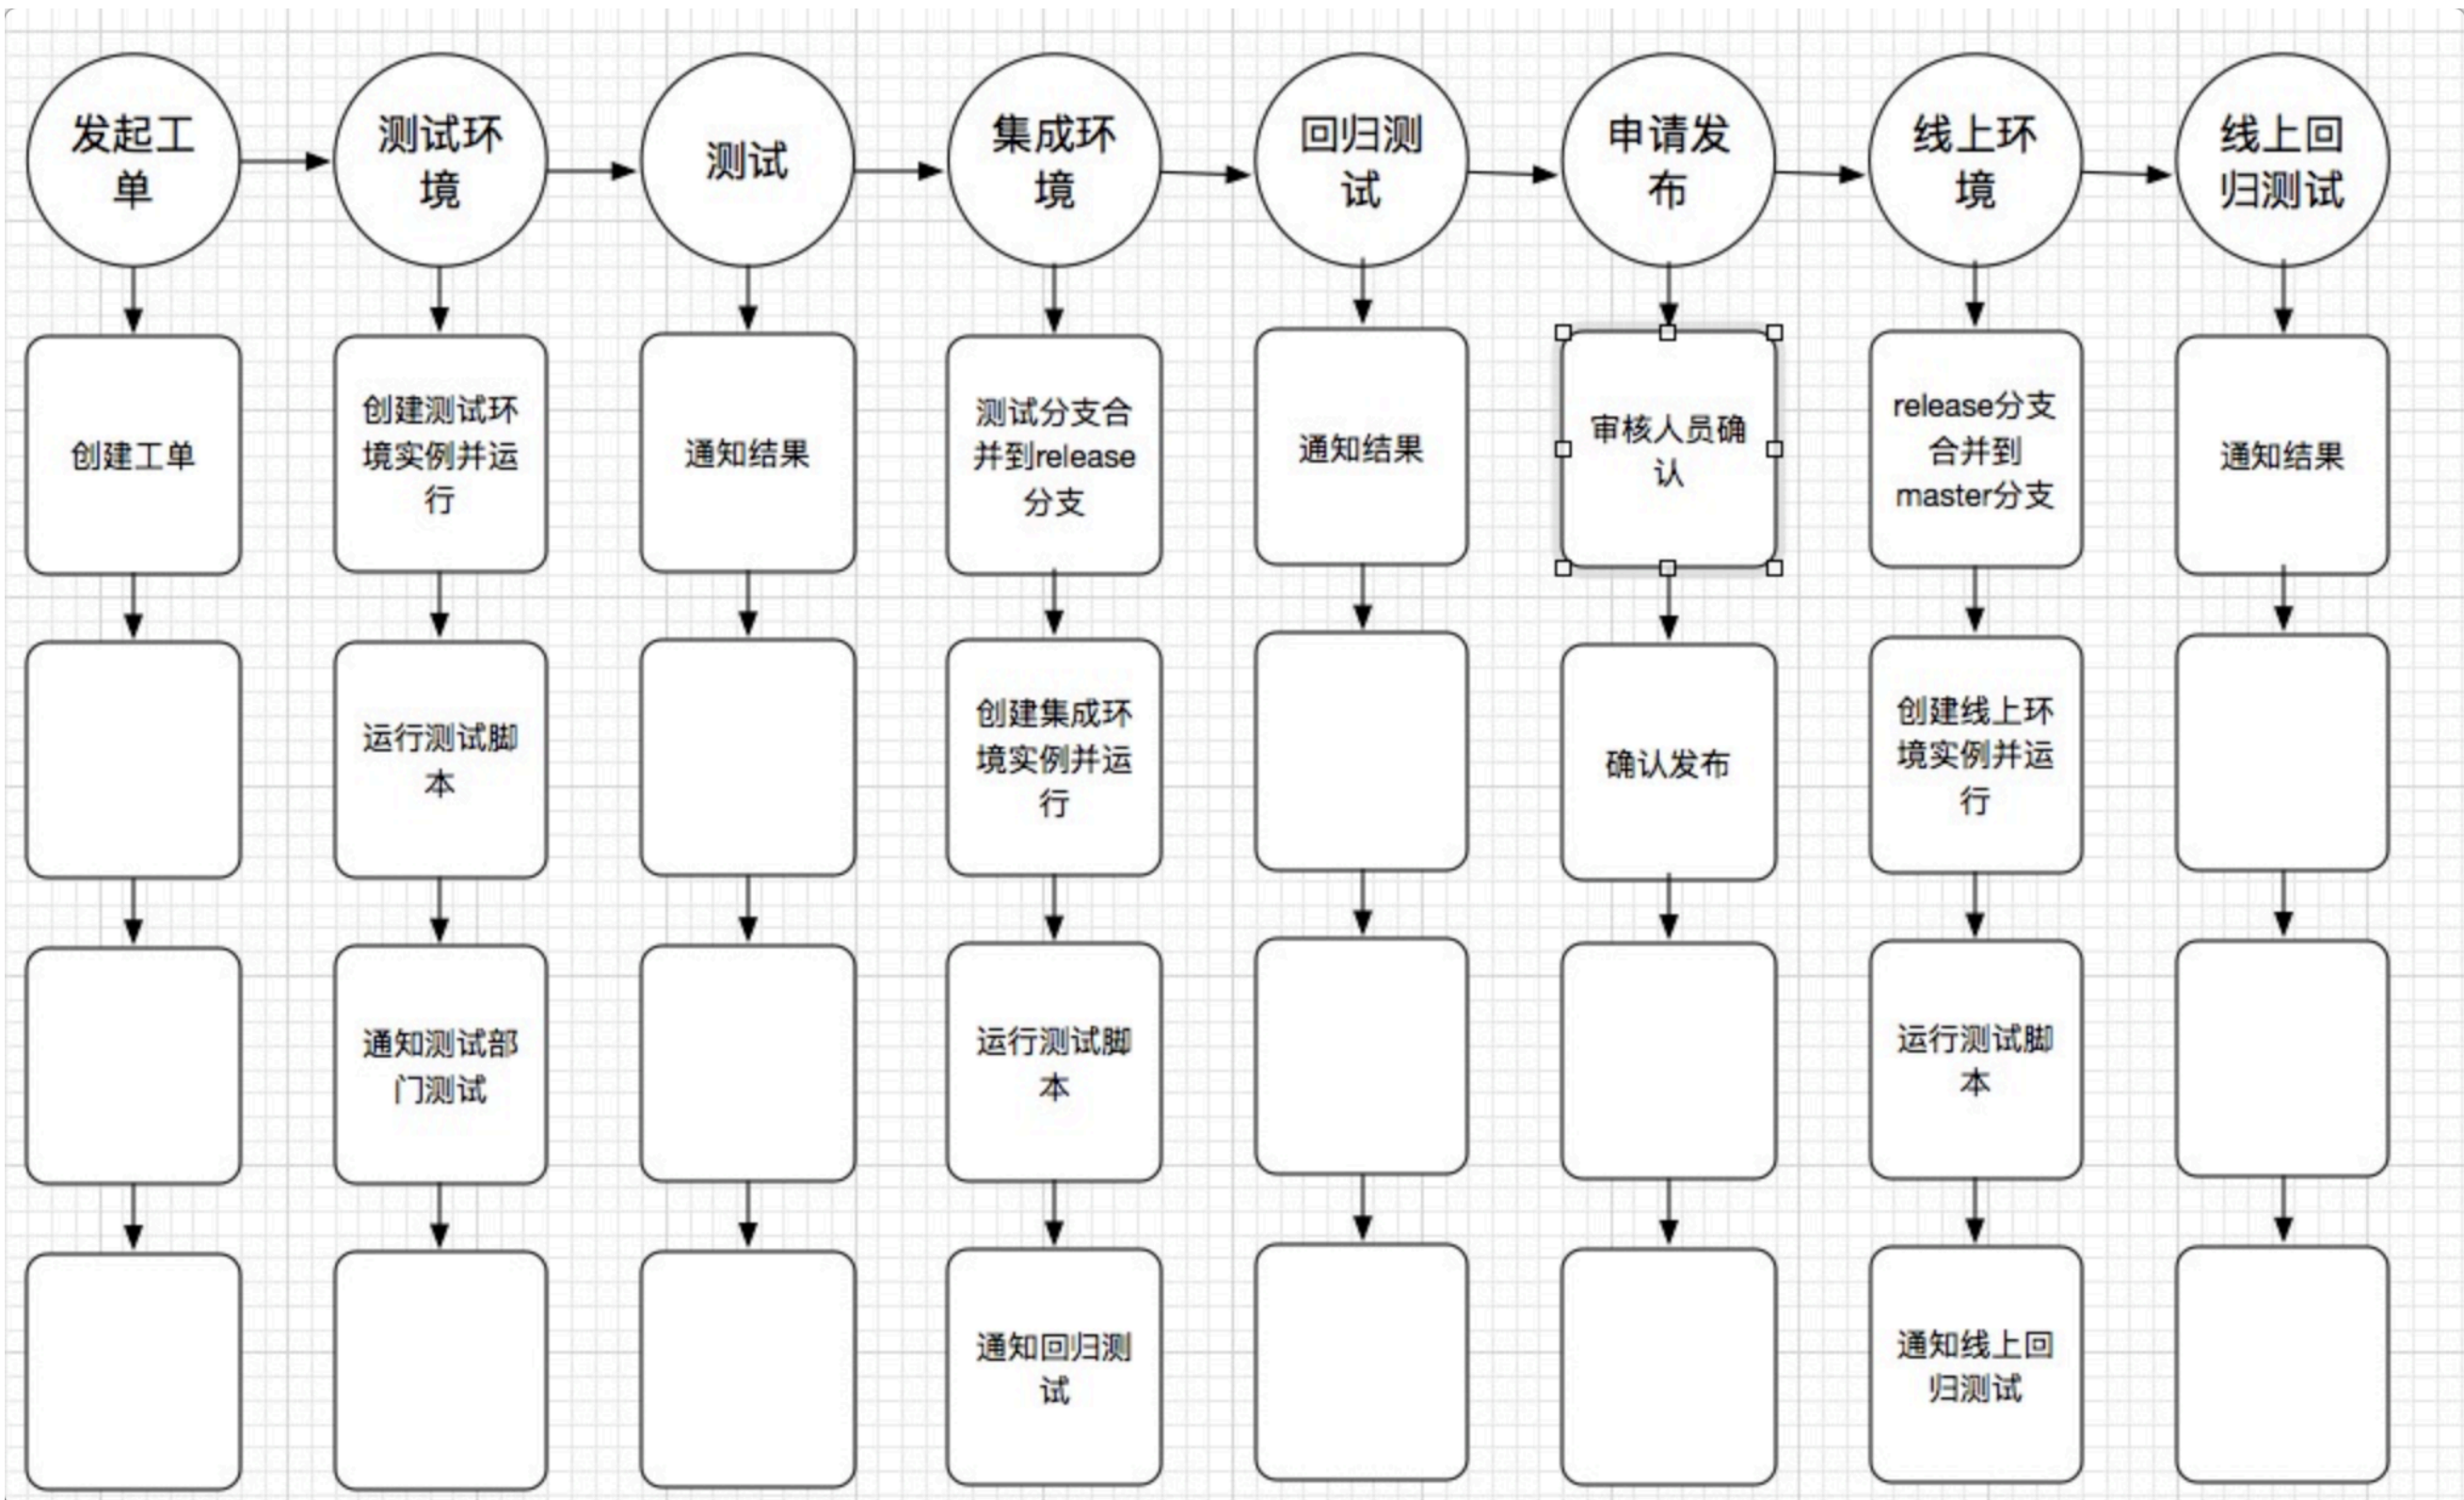 发起工
单
测试环
境
测试
集成环
境
回归测
试
申请发
布
线上环
境
线上回
归测试
创建工单
创建测试环
境实例并运
行
通知结果
测试分支合
并到release
分支
通知结果
审核人员确
认
release分支
合并到
master分支
通知结果
运行测试脚
本
创建集成环
境实例并运
行
确认发布
创建线上环
境实例并运
行
通知测试部
门测试
运行测试脚
本
运行测试脚
本
通知回归测
试
通知线上回
归测试